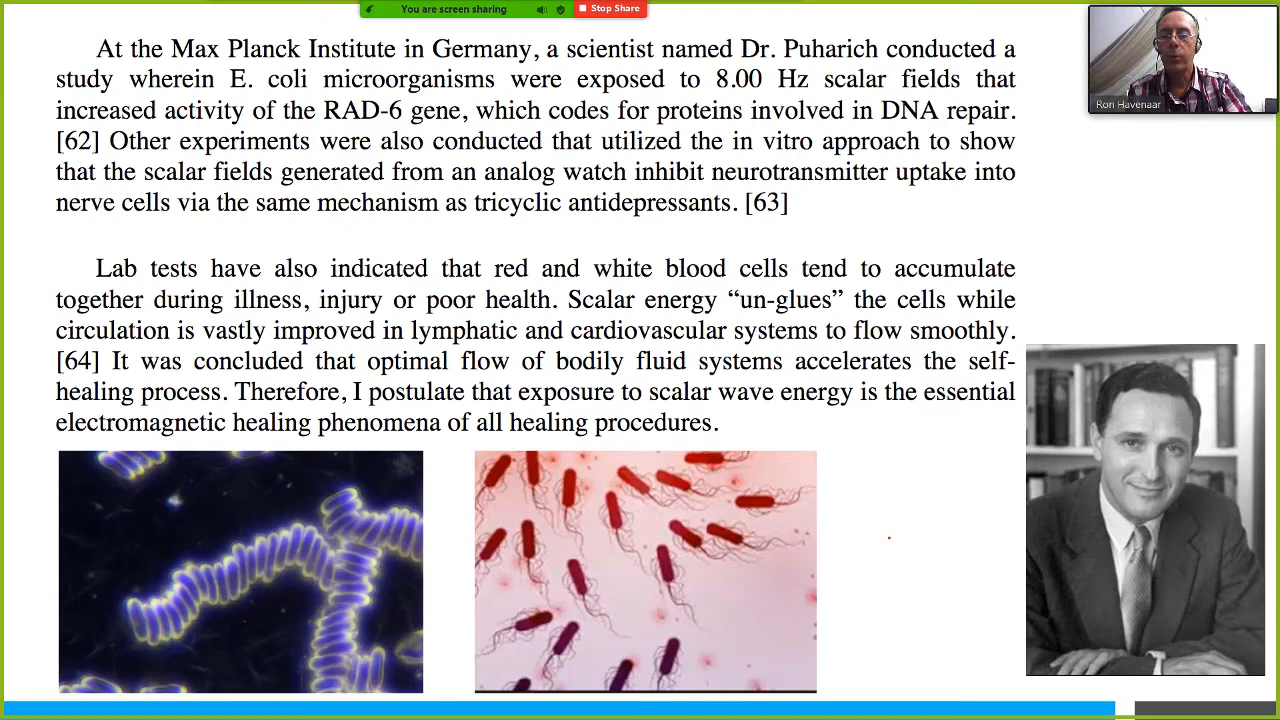 You are screen sharing
Stop Share
At the Max Planck Institute in Germany, a scientist named Dr. Puharich conducted a
study wherein E. coli microorganisms were exposed to 8.00 Hz scalar fields that
increased activity of the RAD-6 gene, which codes for proteins involved in DNA repair.
[62] Other experiments were also conducted that utilized the in vitro approach to show
that the scalar fields generated from an analog watch inhibit neurotransmitter uptake into
nerve cells via the same mechanism as tricyclic antidepressants. [63]
Lab tests have also indicated that red and white blood cells tend to accumulate
together during illness, injury or poor health. Scalar energy “un-glues” the cells while
circulation is vastly improved in lymphatic and cardiovascular systems to flow smoothly.
[64] It was concluded that optimal flow of bodily fluid systems accelerates the self-
healing process. Therefore, I postulate that exposure to scalar wave energy is the essential
electromagnetic healing phenomena of all healing procedures.
Ron Havenaar